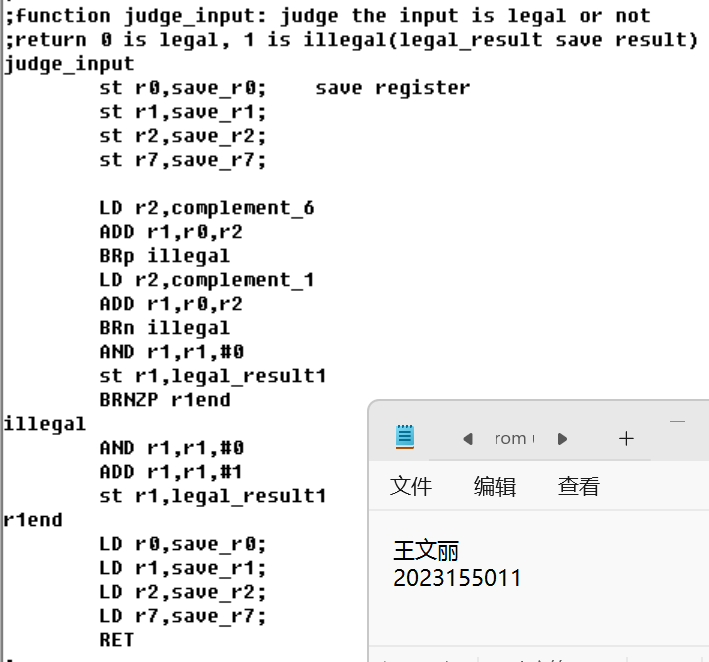 ;function judge_input: judge the input is legal or not
;return 0 is legal, 1 is illegal(legal_result save result)
judge_input
st r0,save_r0;    save register
st r1,save_r1;
st r2,save_r2;
st r7,save_r7;
LD r2,complement_6
ADD r1,r0,r2
BRp illegal
LD r2,complement_1
ADD r1,r0,r2
BRn illegal
AND r1,r1,#0
st r1,legal_result1
BRNZP r1end
illegal
AND r1,r1,#0
ADD r1,r1,#1
st r1,legal_result1
r1end
LD r0,save_r0;
LD r1,save_r1;
LD r2,save_r2;
LD r7,save_r7;
RET
rom
文件 编辑 查看
王文丽
2023155011